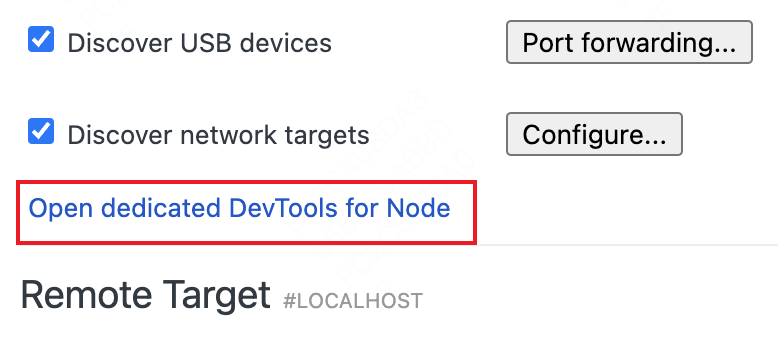 Discover USB devices
Port forwarding...
Discover network targets
Configure...
Open dedicated DevTools for Node
Remote Target #LOCALHOST